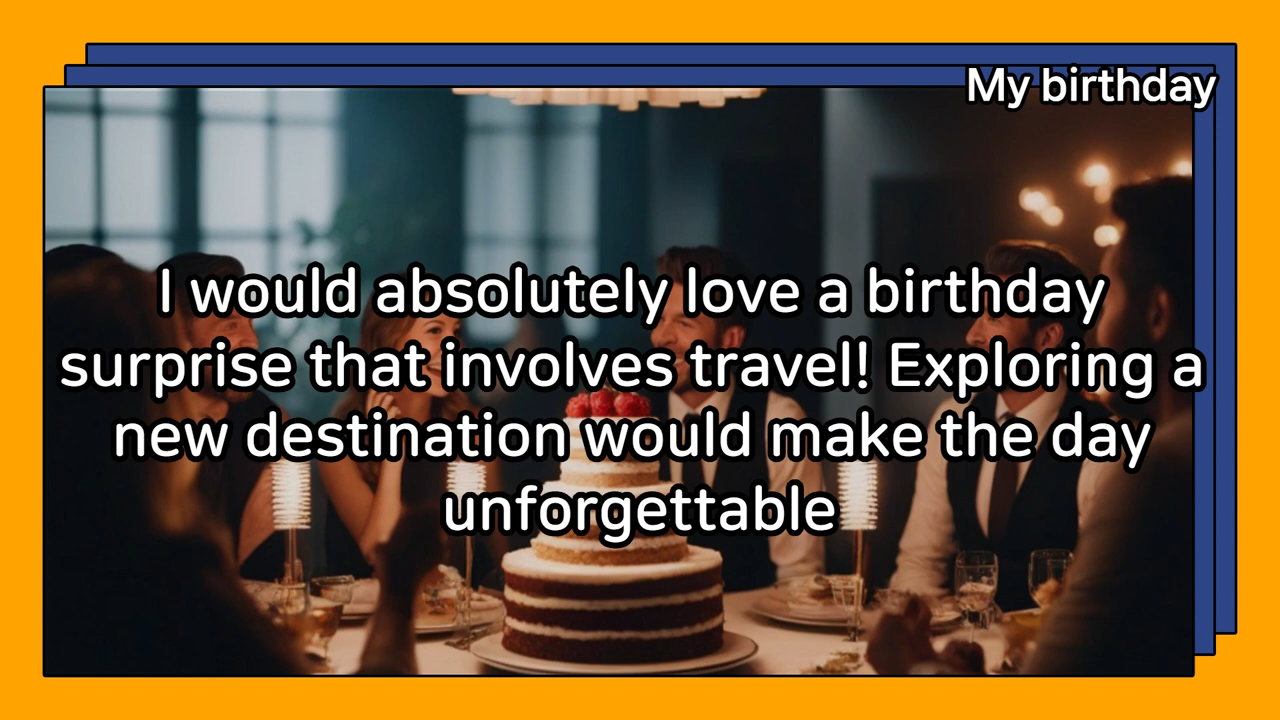 My birthday
I would absolutely love a birthday
surprise that involves travel! Exploring a
new destination would make the day
unforgettable